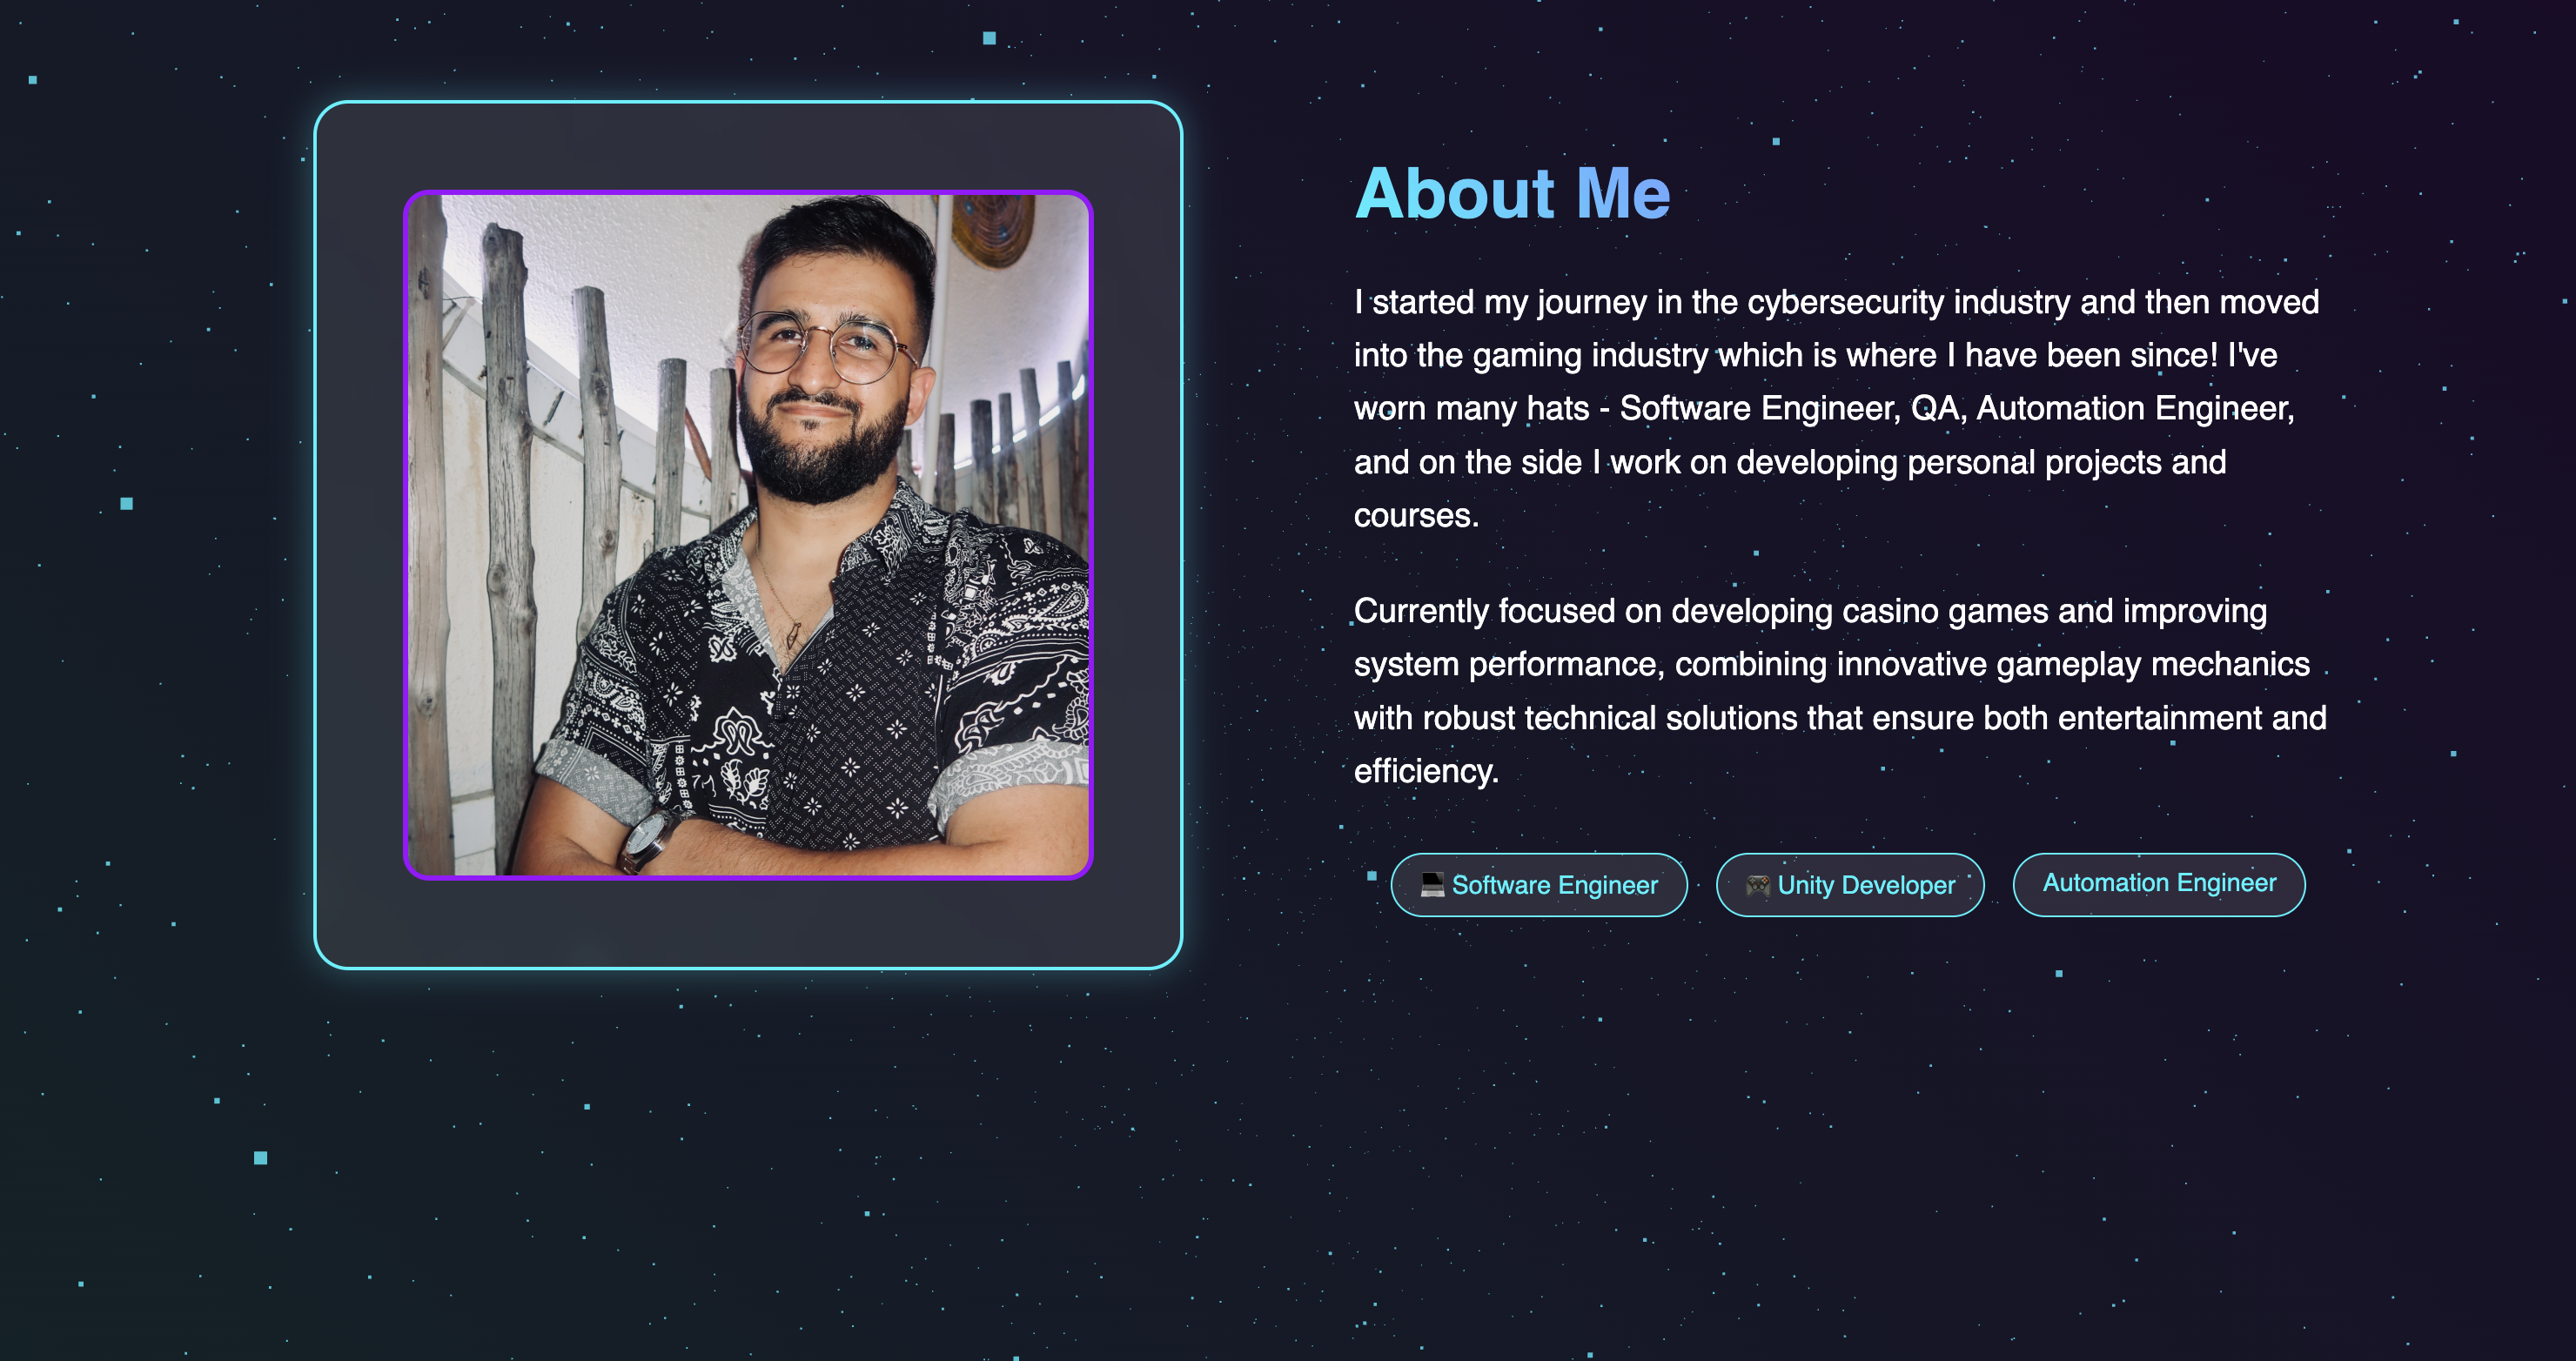 About Me
I started my journey in the cybersecurity industry and then moved
into the gaming industry which is where I have been since! I've
worn many hats - Software Engineer, QA, Automation Engineer,
and on the side I work on developing personal projects and
courses.
Currently focused on developing casino games and improving
system performance, combining innovative gameplay mechanics
with robust technical solutions that ensure both entertainment and
efficiency.
💻 Software Engineer
🎮 Unity Developer
Automation Engineer